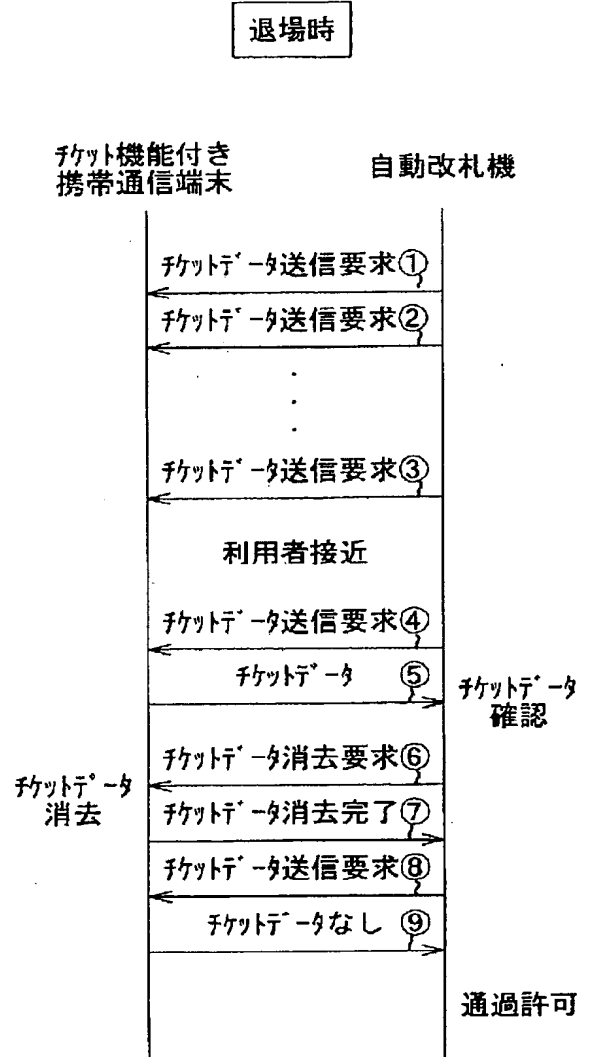 退場時
ﾁｹｯﾄ機能付き
携帯通信端末
自動改札機
ﾁｹｯﾄﾃﾞｰﾀ送信要求①
ﾁｹｯﾄﾃﾞｰﾀ送信要求②
ﾁｹｯﾄﾃﾞｰﾀ送信要求③
利用者接近
ﾁｹｯﾄﾃﾞｰﾀ送信要求④
ﾁｹｯﾄﾃﾞｰﾀ ⑤
ﾁｹｯﾄﾃﾞｰﾀ
確認
ﾁｹｯﾄﾃﾞｰﾀ消去要求⑥
ﾁｹｯﾄﾃﾟｰﾀ
消去
ﾁｹｯﾄﾃﾞｰﾀ消去完了⑦
ﾁｹｯﾄﾃﾞｰﾀ送信要求⑧
ﾁｹｯﾄﾃﾞｰﾀなし ⑨
通過許可